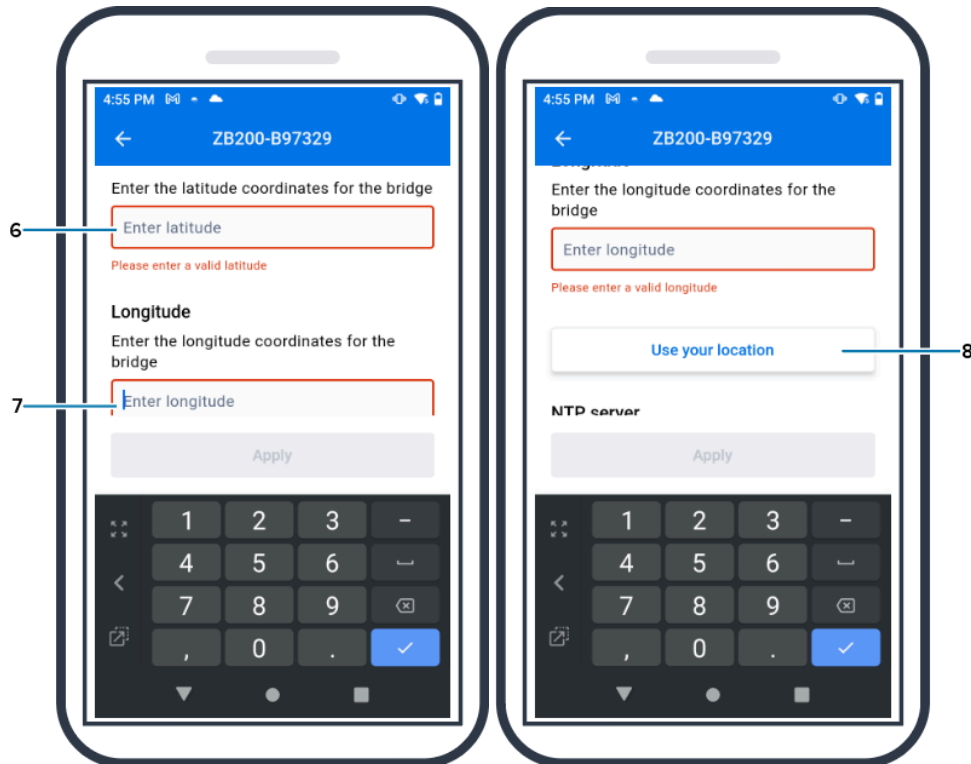 4:55 PM
ZB200-B97329
Enter the latitude coordinates for the bridge
6
Enter latitude
Please enter a valid latitude
Longitude
Enter the longitude coordinates for the
bridge
7
Enter longitude
Apply
1 2 3 –
4 5 6
7 8 9
, 0 .
4:55 PM
ZB200-B97329
Longitude
Enter the longitude coordinates for the
bridge
Enter longitude
Please enter a valid longitude
Use your location
8
NTP server
Apply
1 2 3 –
4 5 6
7 8 9
, 0 .